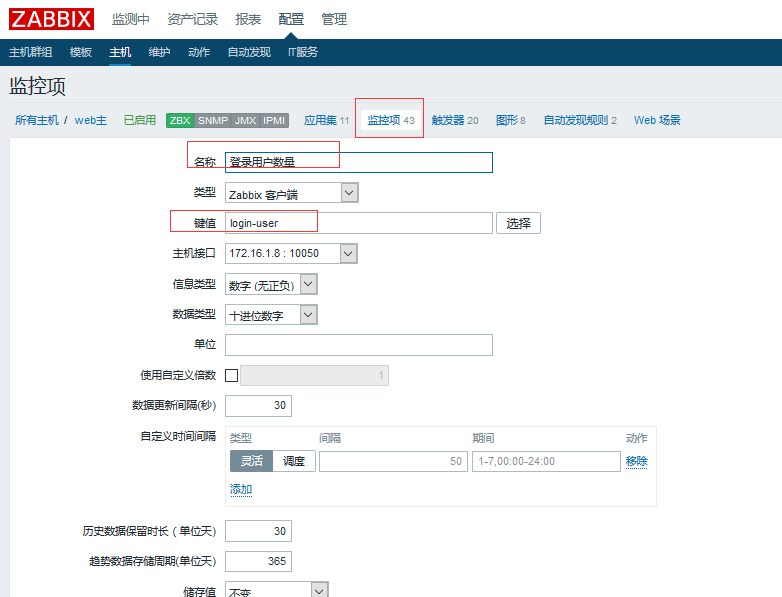 ZABBIX 监测中 资产记录 报表 配置 管理
主机群组 模板 主机 维护 动作 自动发现 IT服务
监控项
所有主机 / web主 已启用 ZBX SNMP JMX IPMI 应用集 11 监控项 43 触发器 20 图形 8 自动发现规则 2 Web 场景
名称 登录用户数量
类型 Zabbix 客户端
键值 login-user 选择
主机接口 172.16.1.8 : 10050
信息类型 数字 (无正负)
数据类型 十进位数字
单位
使用自定义倍数 1
数据更新间隔(秒) 30
自定义时间间隔 类型 间隔 期间 动作
灵活 调度 50 1-7,00:00-24:00 移除
添加
历史数据保留时长 ( 单位天) 30
趋势数据存储周期(单位天) 365
储存值 不变